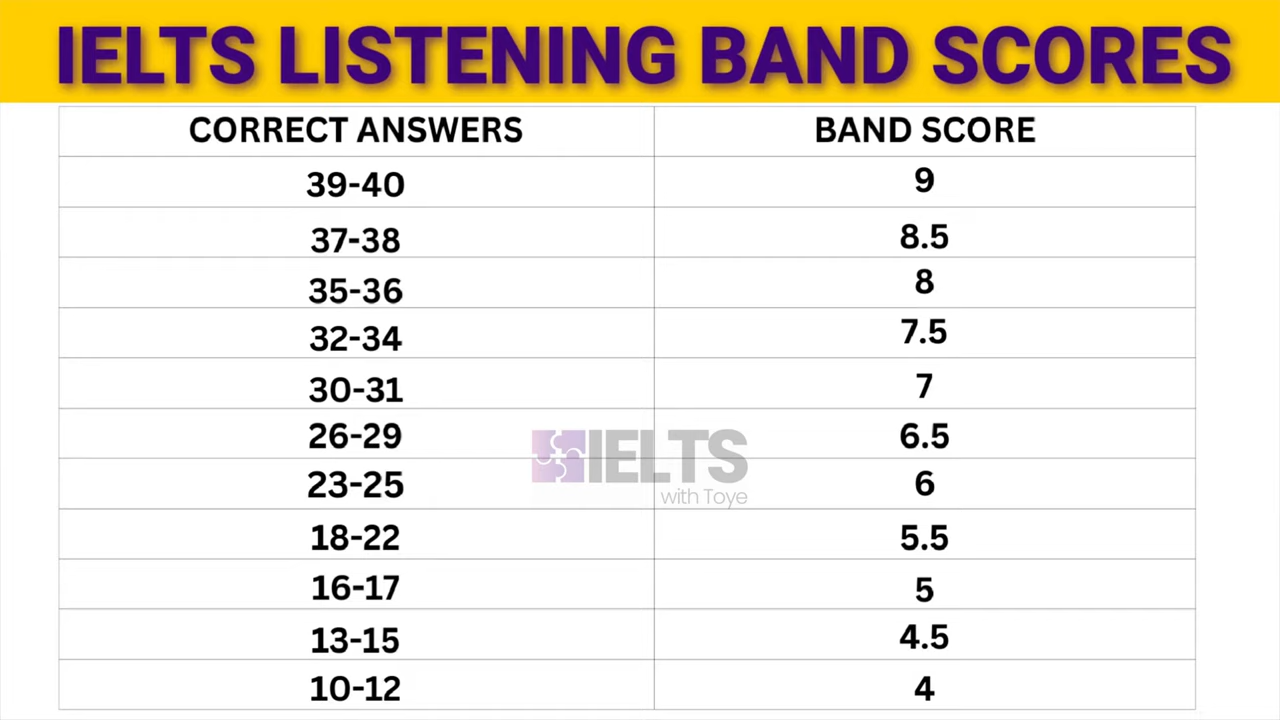 IELTS LISTENING BAND SCORES
CORRECT ANSWERS BAND SCORE
39-40 9
37-38 8.5
35-36 8
32-34 7.5
30-31 7
26-29 6.5
IELTS
23-25 6
with Toye
18-22 5.5
16-17 5
13-15 4.5
10-12 4